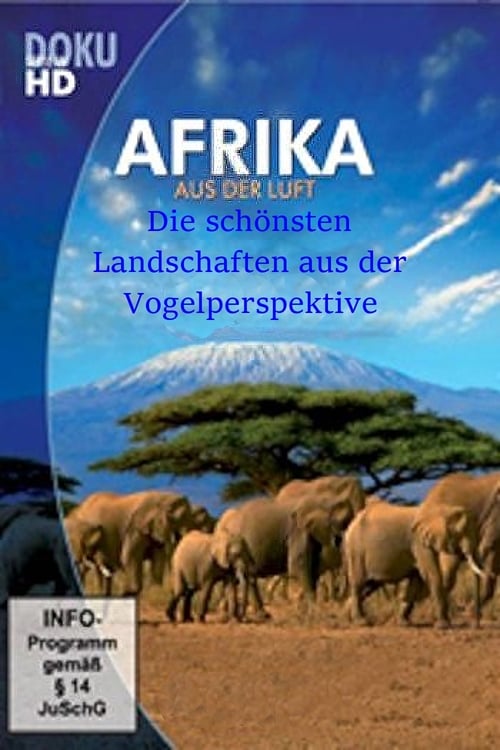 DOKU
HD
AFRIKA
AUS DER LUFT
Die schönsten
Landschaften aus der
Vogelperspektive
INFO-
Programm
gemäß
§ 14
JuSchG